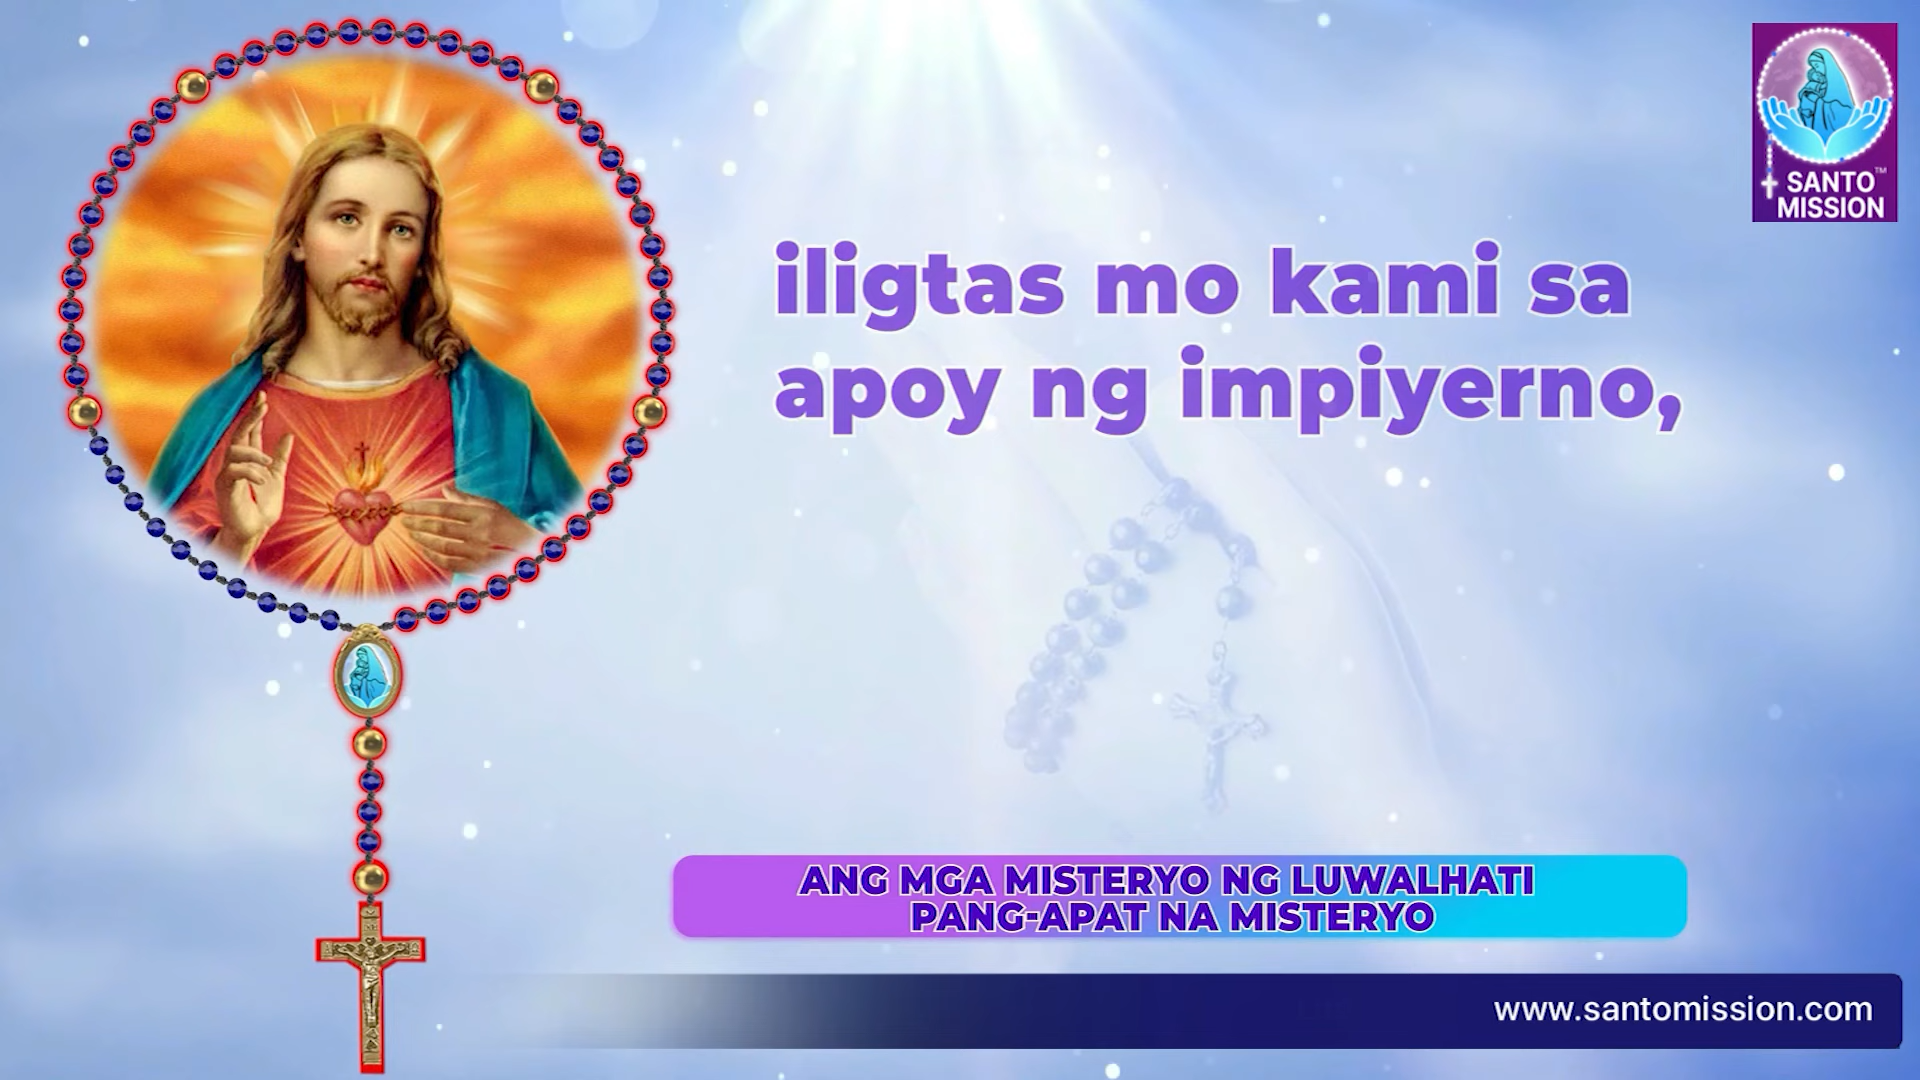 SANTO™
MISSION
iligtas mo kami sa
apoy ng impiyerno,
ANG MGA MISTERYO NG LUWALHATI
PANG-APAT NA MISTERYO
www.santomission.com